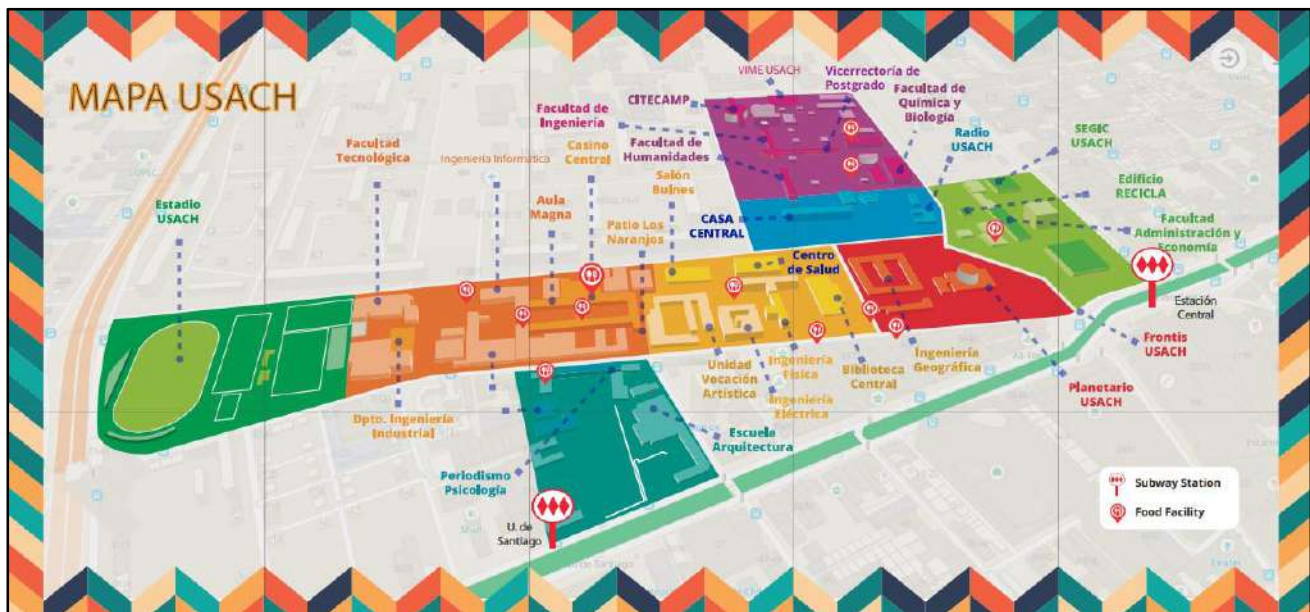 MAPA USACH
VIME USACH
Vicerrectoría de
Postgrado
CITECAMP
Facultad de
Química y
Biología
Facultad de
Ingeniería
Casino
Central
Facultad de
Humanidades
Radio
USACH
SEGIC
USACH
Facultad
Tecnológica
Ingeniería Informática
Salón
Bulnes
Edificio
RECICLA
Estadio
USACH
Aula
Magna
Patio Los
Naranjos
CASA
CENTRAL
Facultad
Administración y
Economía
Centro
de Salud
Estación
Central
Frontis
USACH
Unidad
Vocación
Artística
Ingeniería
Física
Biblioteca
Central
Ingeniería
Geográfica
Planetario
USACH
Ingeniería
Eléctrica
Dpto. Ingeniería
Industrial
Escuela
Arquitectura
Periodismo
Psicología
U. de
Santiago
Subway Station
Food Facility